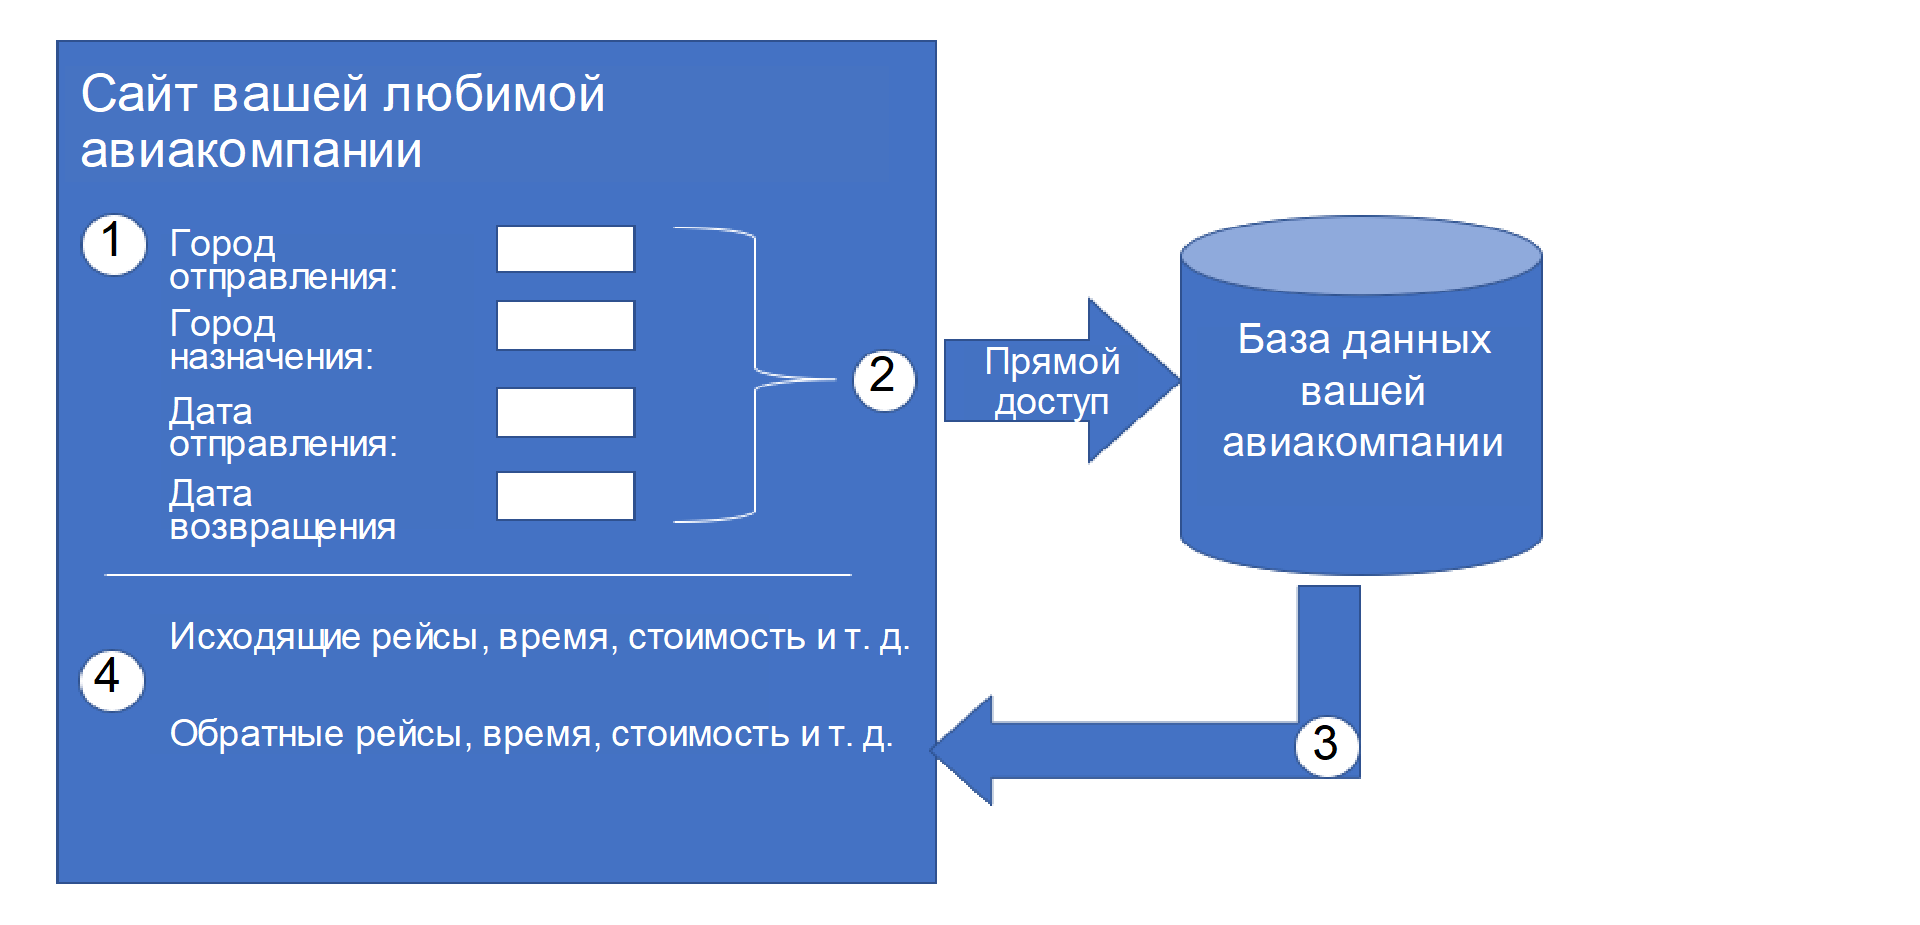 Сайт вашей любимой
авиакомпании
1
Город
отправления:
Город
назначения:
Дата
отправления:
Дата
возвращения
2
Прямой
доступ
База данных
вашей
авиакомпании
3
4
Исходящие рейсы, время, стоимость и т. д.
Обратные рейсы, время, стоимость и т. д.